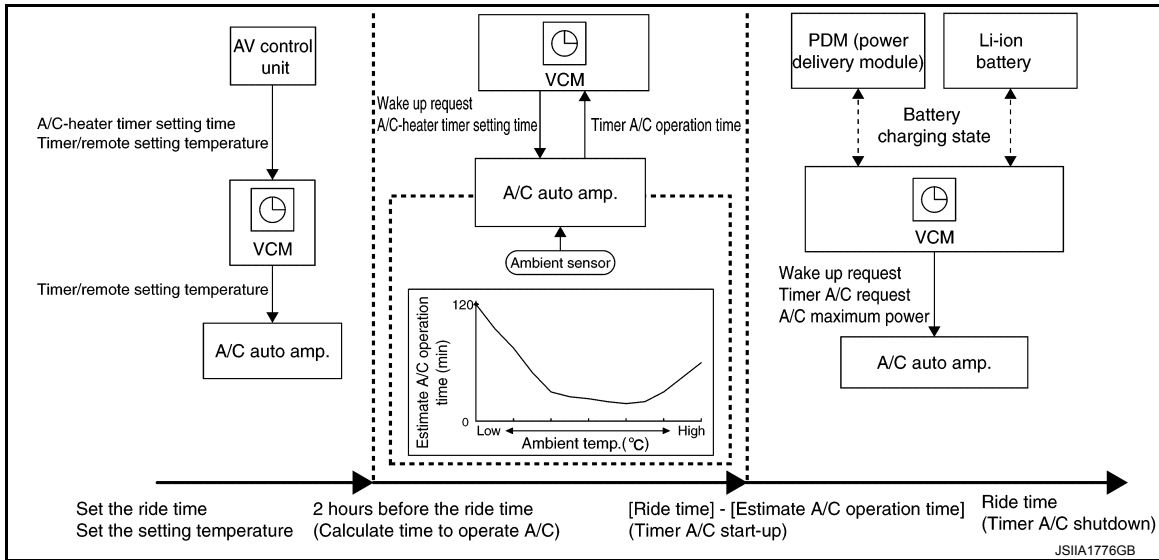 AV control
unit
A/C-heater timer setting time
Timer/remote setting temperature
VCM
Timer/remote setting temperature
A/C auto amp.
VCM
Wake up request
A/C-heater timer setting time
Timer A/C operation time
A/C auto amp.
Ambient sensor
Estimate A/C operation
time (min)
120
0
Low
High
Ambient temp.(°C)
PDM (power
delivery module)
Li-ion
battery
Battery
charging state
VCM
Wake up request
Timer A/C request
A/C maximum power
A/C auto amp.
Set the ride time
Set the setting temperature
2 hours before the ride time
(Calculate time to operate A/C)
[Ride time] - [Estimate A/C operation time]
(Timer A/C start-up)
Ride time
(Timer A/C shutdown)
JSIIA1776GB